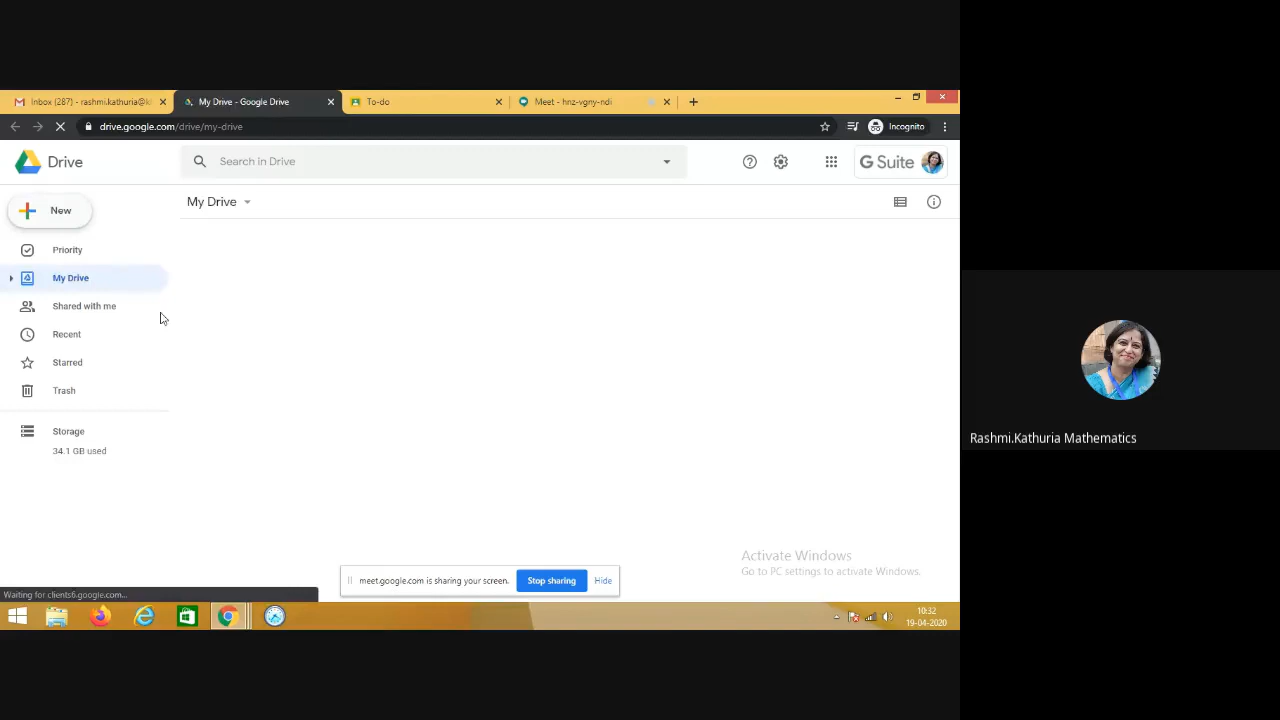 Inbox (287) - rashmi.kathuria@k
My Drive - Google Drive
To-do
Meet - hnz-vgny-ndi
drive.google.com/drive/my-drive
Incognito
Drive
Search in Drive
G Suite
New
My Drive
Priority
My Drive
Shared with me
Recent
Starred
Trash
Storage
34.1 GB used
Rashmi.Kathuria Mathematics
Activate Windows
Go to PC settings to activate Windows.
meet.google.com is sharing your screen.
Stop sharing
Hide
Waiting for clients6.google.com...
10:32
19-04-2020